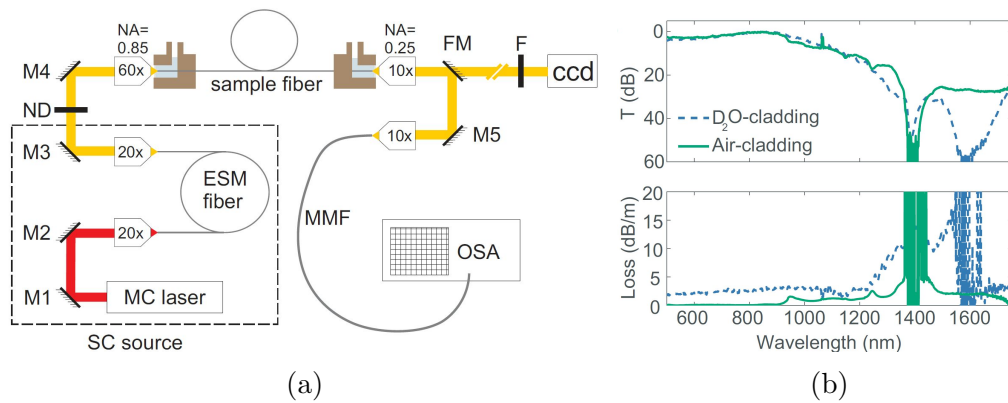 NA=
0.85
NA=
0.25
FM
F
M4
60x
sample fiber
10x
ccd
ND
10x
M5
M3
20x
ESM
fiber
MMF
M2
20x
OSA
M1
MC laser
SC source
(a)
T (dB)
0
20
40
60
D₂O-cladding
Air-cladding
Loss (dB/m)
20
15
10
5
0
600
800
1000
1200
1400
1600
Wavelength (nm)
(b)